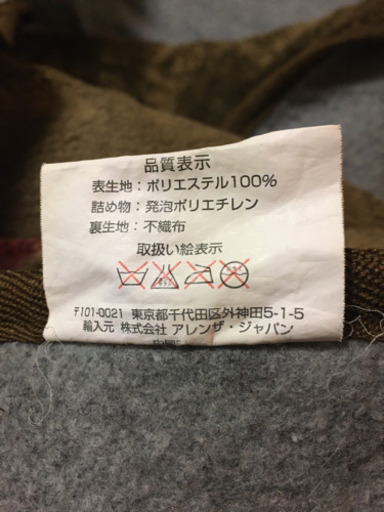 品質表示
表生地：ポリエステル100%
詰め物：発泡ポリエチレン
裏生地：不織布
取扱い絵表示
〒101-0021 東京都千代田区外神田5-1-5
輸入元 株式会社 アレンザ・ジャパン